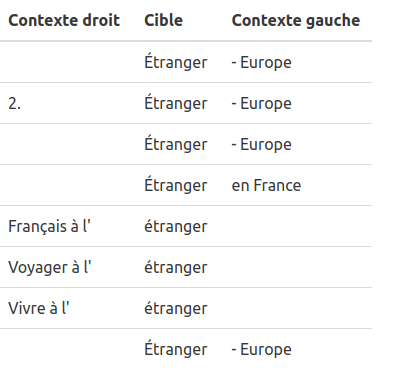 Contexte droit Cible Contexte gauche
Étranger - Europe
2. Étranger - Europe
Étranger - Europe
Étranger en France
Français à l' étranger
Voyager à l' étranger
Vivre à l' étranger
Étranger - Europe